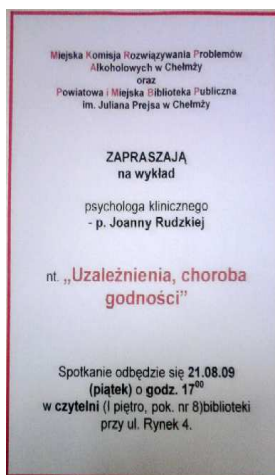 Miejska Komisja Rozwiązywania Problemów
Alkoholowych w Chełmży
oraz
Powiatowa i Miejska Biblioteka Publiczna
im. Juliana Prejsa w Chełmży
ZAPRASZAJĄ
na wykład
psychologa klinicznego
- p. Joanny Rudzkiej
nt. „Uzależnienia, choroba
godności”
Spotkanie odbędzie się 21.08.09
(piątek) o godz. 17⁰⁰
w czytelni (I piętro, pok. nr 8)biblioteki
przy ul. Rynek 4.